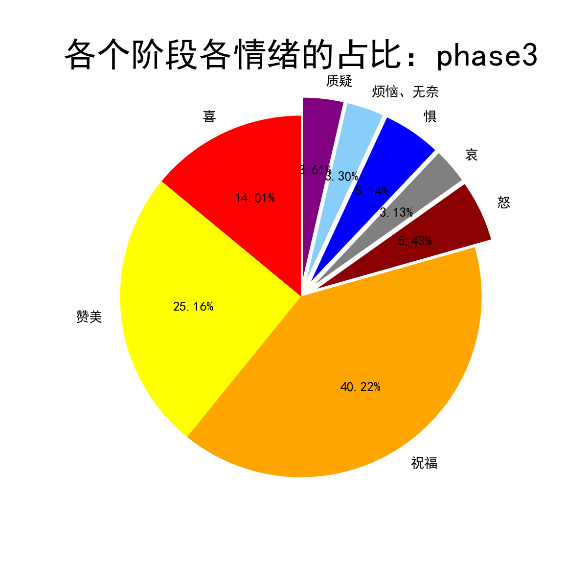 各个阶段各情绪的占比：phase3
质疑
烦恼、无奈
喜
惧
哀
怒
3.61%
3.30%
5.14%
14.01%
3.13%
5.43%
赞美
25.16%
40.22%
祝福